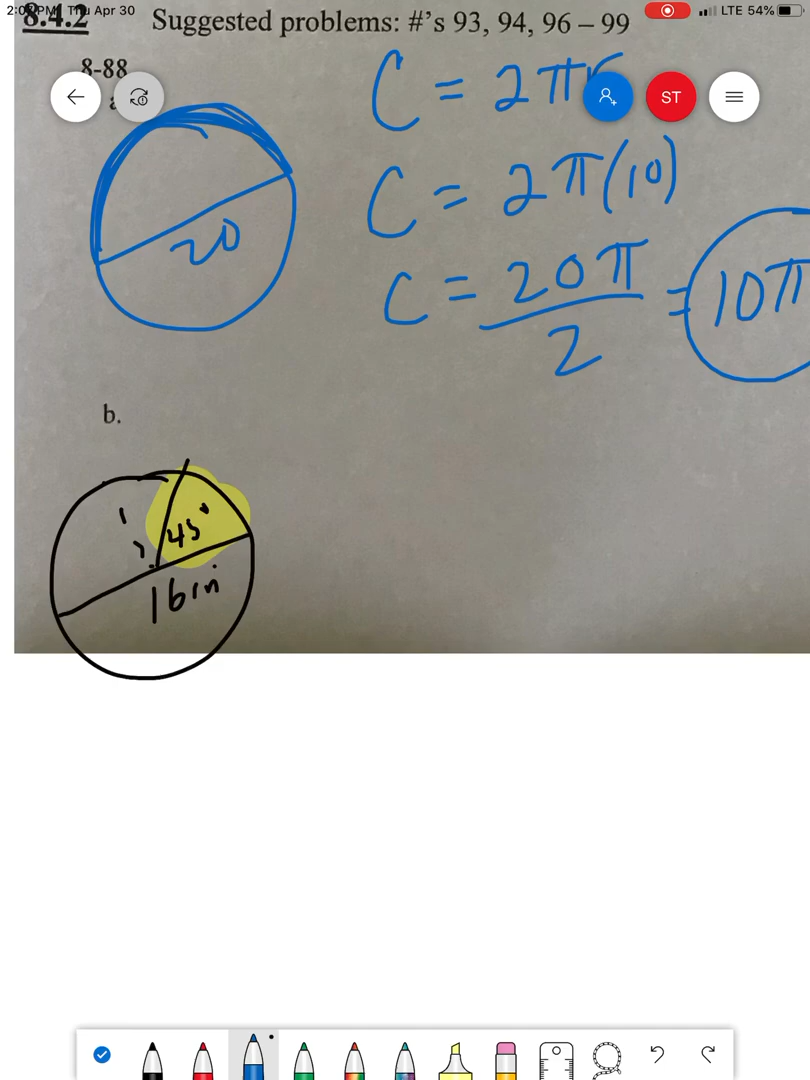 2:0 PM Thu Apr 30
LTE 54%
8.4.2 Suggested problems: #'s 93, 94, 96 – 99
8-88
C = 2πr
ST
C = 2π(10)
20
C = 20π / 2 = 10π
b.
45°
16in